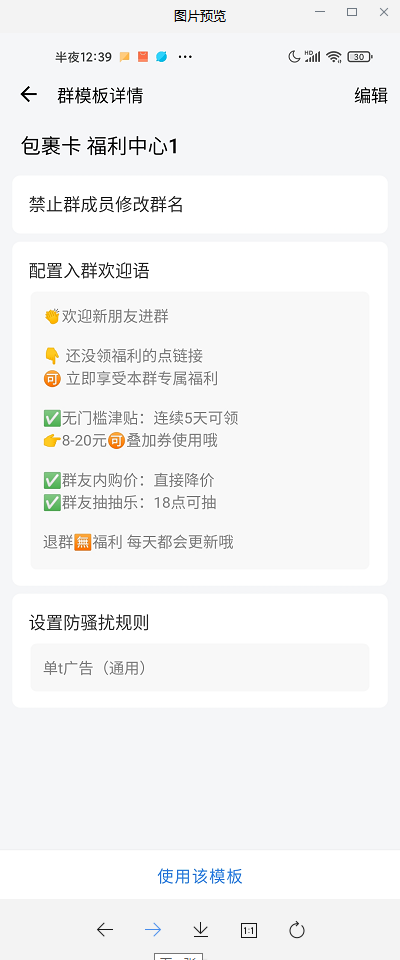 图片预览
半夜12:39
HD
30
群模板详情
编辑
包裹卡 福利中心1
禁止群成员修改群名
配置入群欢迎语
👏欢迎新朋友进群
👇 还没领福利的点链接
🉑 立即享受本群专属福利
✅无门槛津贴：连续5天可领
👉8-20元🉑叠加券使用哦
✅群友内购价：直接降价
✅群友抽抽乐：18点可抽
退群🈚福利 每天都会更新哦
设置防骚扰规则
单t广告（通用）
使用该模板
1:1